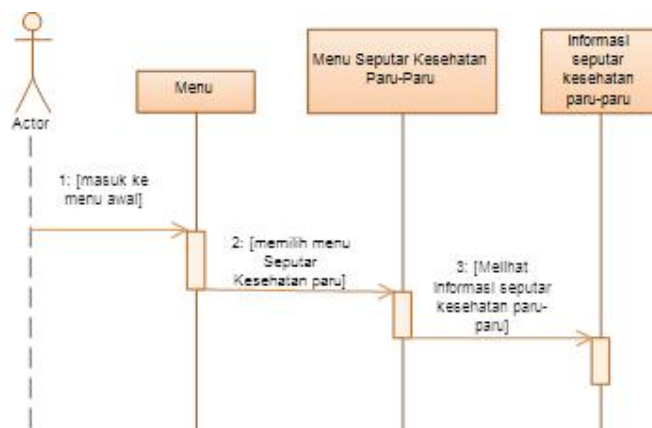 Actor
Menu
Menu Seputar Kesehatan
Paru-Paru
Informasi
seputar
kesehatan
paru-paru
1: [masuk ke
menu awal]
2: [memilih menu
Seputar
Kesehatan paru]
3: [Melihat
informasi seputar
kesehatan paru-
paru]